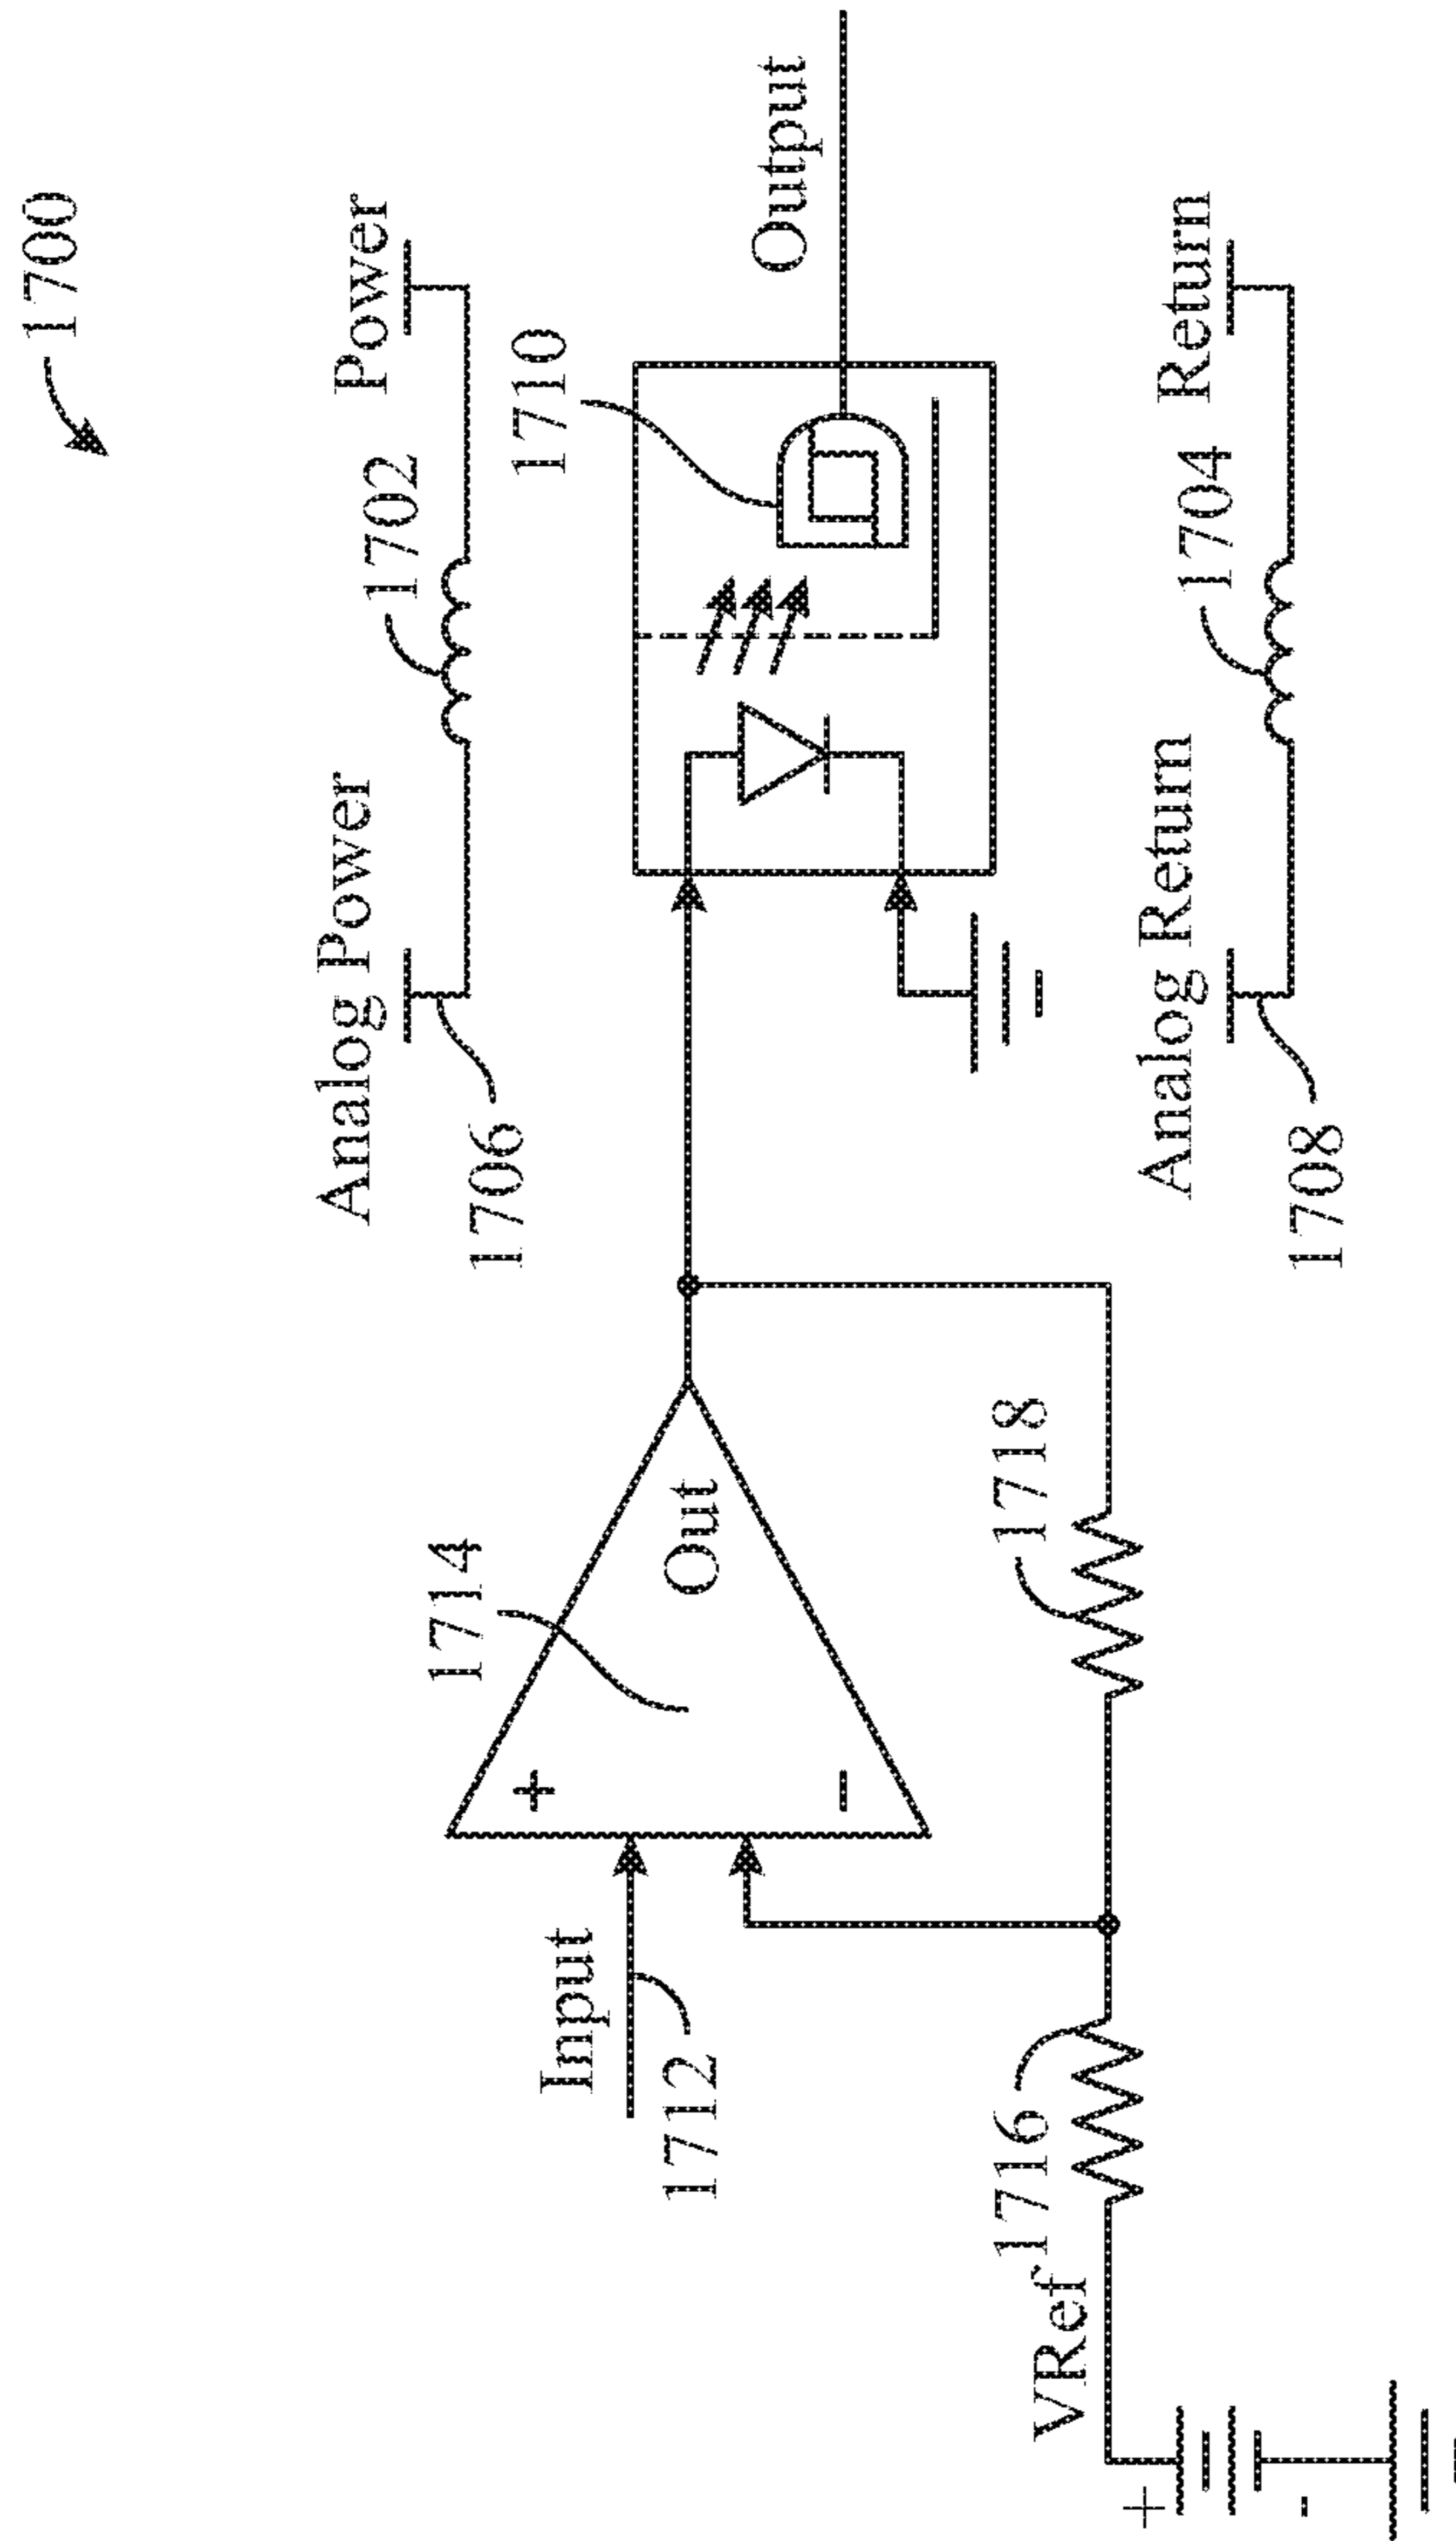 1700
Analog Power
Power
1702
1706
1710
Output
1714
+
Out
-
Input
1712
1718
1716
VRef
+
-
Analog Return
Return
1704
1708